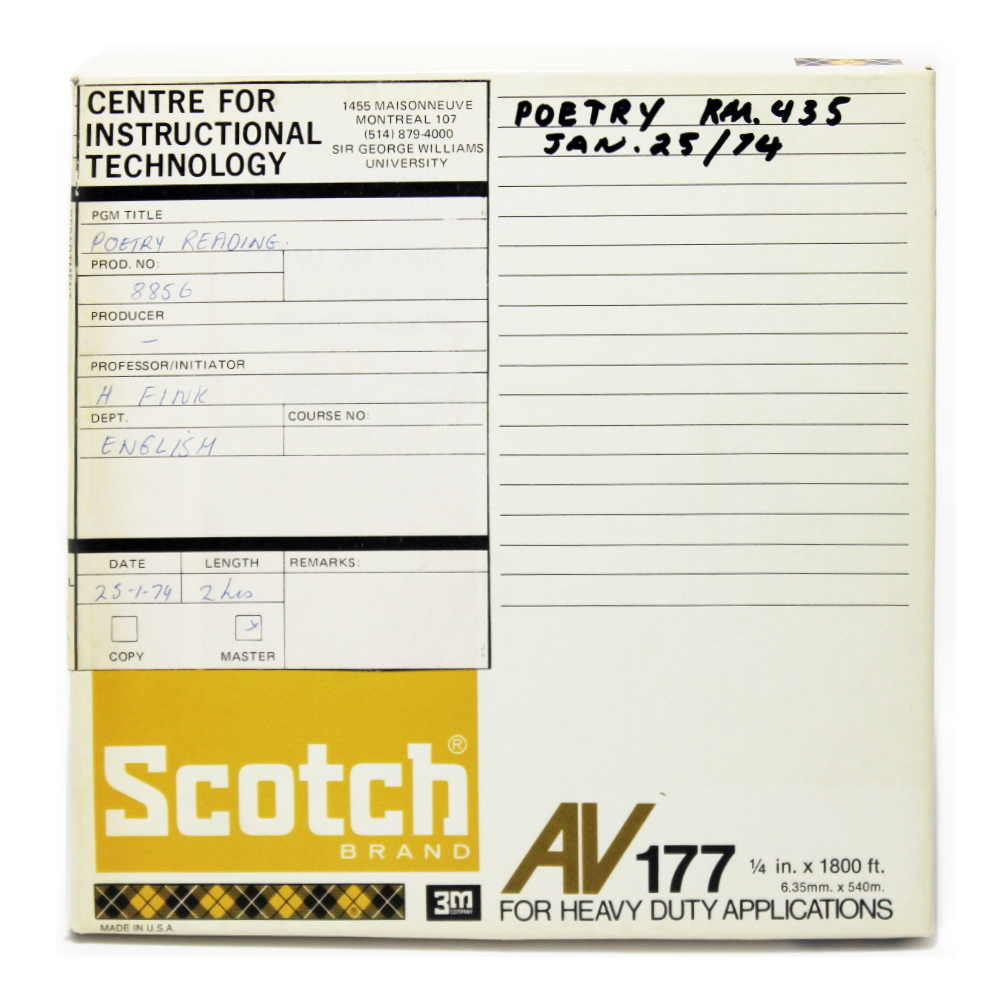 CENTRE FOR
INSTRUCTIONAL
TECHNOLOGY
1455 MAISONNEUVE
MONTREAL 107
(514) 879-4000
SIR GEORGE WILLIAMS
UNIVERSITY
PGM TITLE
POETRY READING.
PROD. NO:
8856
PRODUCER
–
PROFESSOR/INITIATOR
H FINK
DEPT. COURSE NO:
ENGLISH
DATE LENGTH REMARKS:
25-1-74 2 hrs
COPY MASTER
POETRY RM. 435
JAN. 25/74
Scotch®
BRAND
3M
COMPANY
MADE IN U.S.A.
AV 177 ¼ in. x 1800 ft.
6.35mm. x 540m.
FOR HEAVY DUTY APPLICATIONS